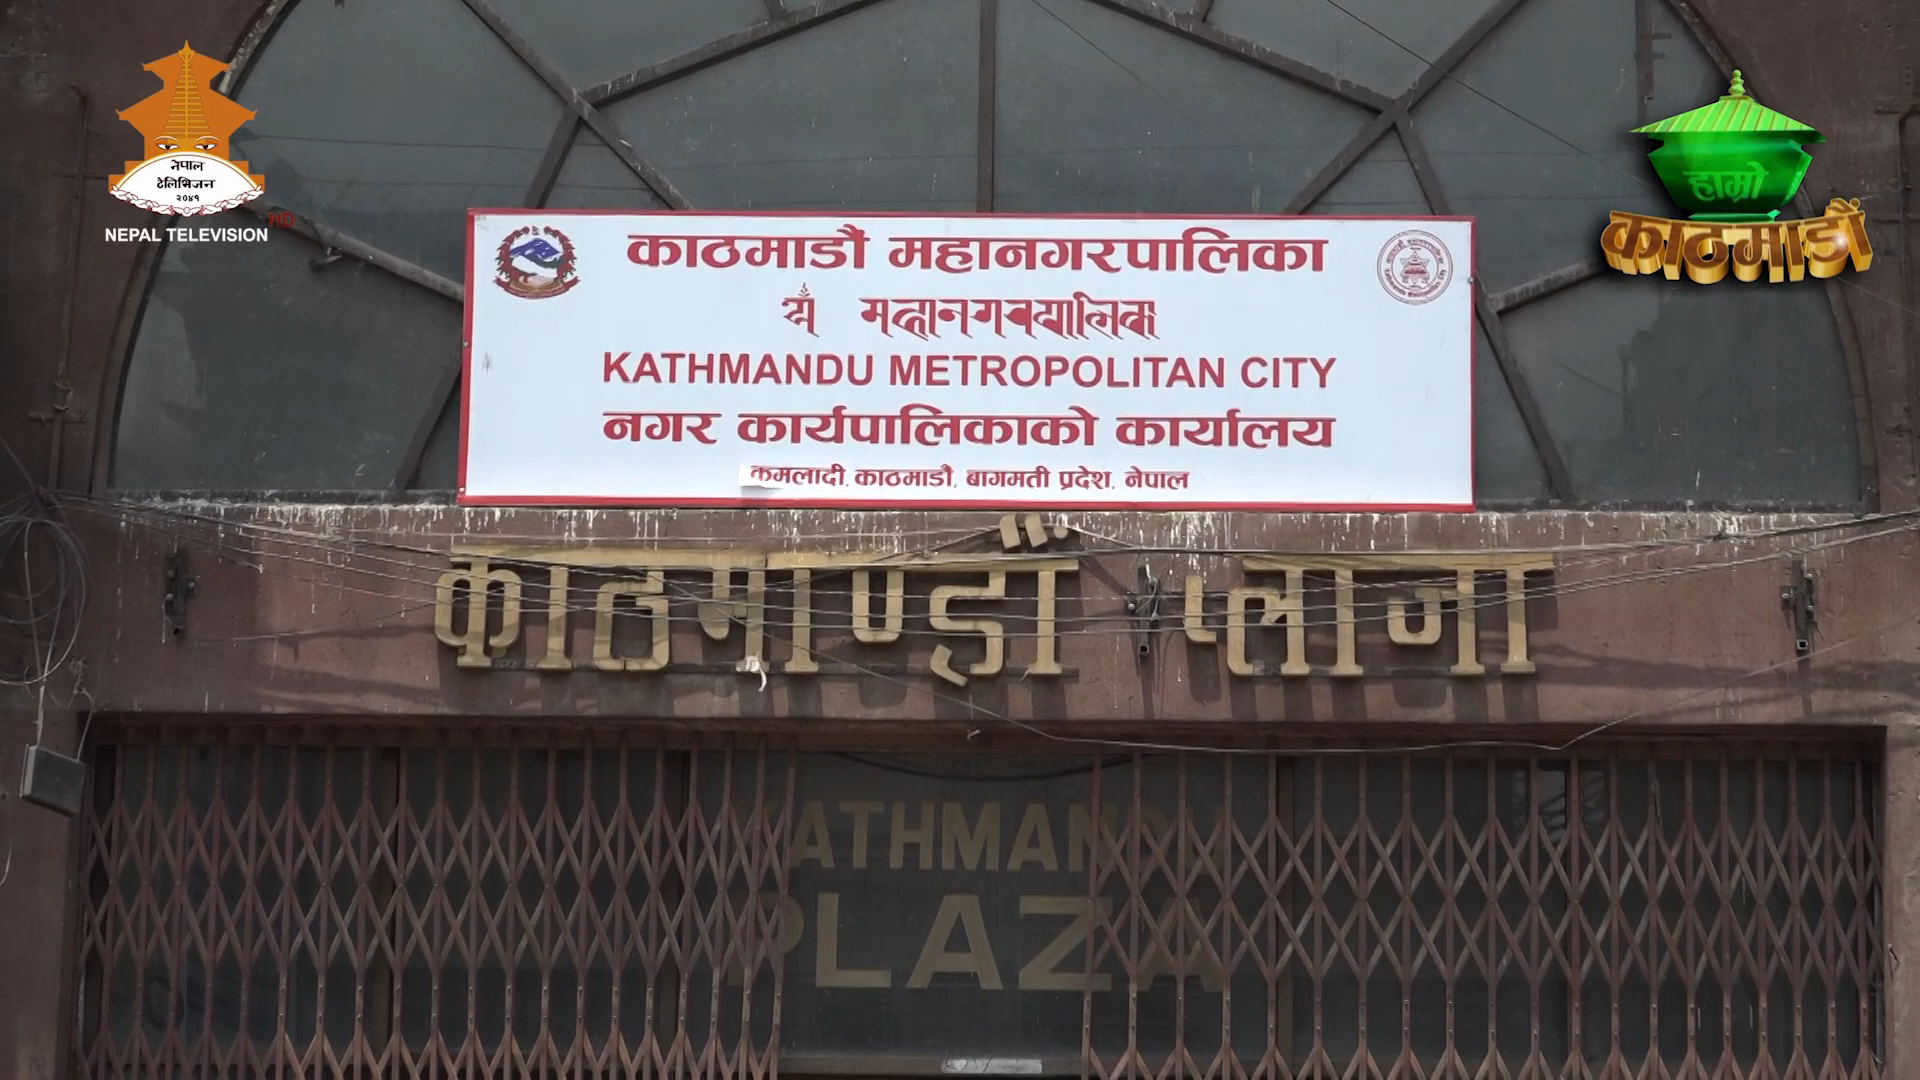 नेपाल
टेलिभिजन
२०४१
NEPAL TELEVISION
HD
हाम्रो
काठमाडौं
काठमाडौं महानगरपालिका
KATHMANDU METROPOLITAN CITY
नगर कार्यपालिकाको कार्यालय
कमलादी, काठमाडौं, बागमती प्रदेश, नेपाल
काठमाण्डौं प्लाजा
KATHMANDU
PLAZA